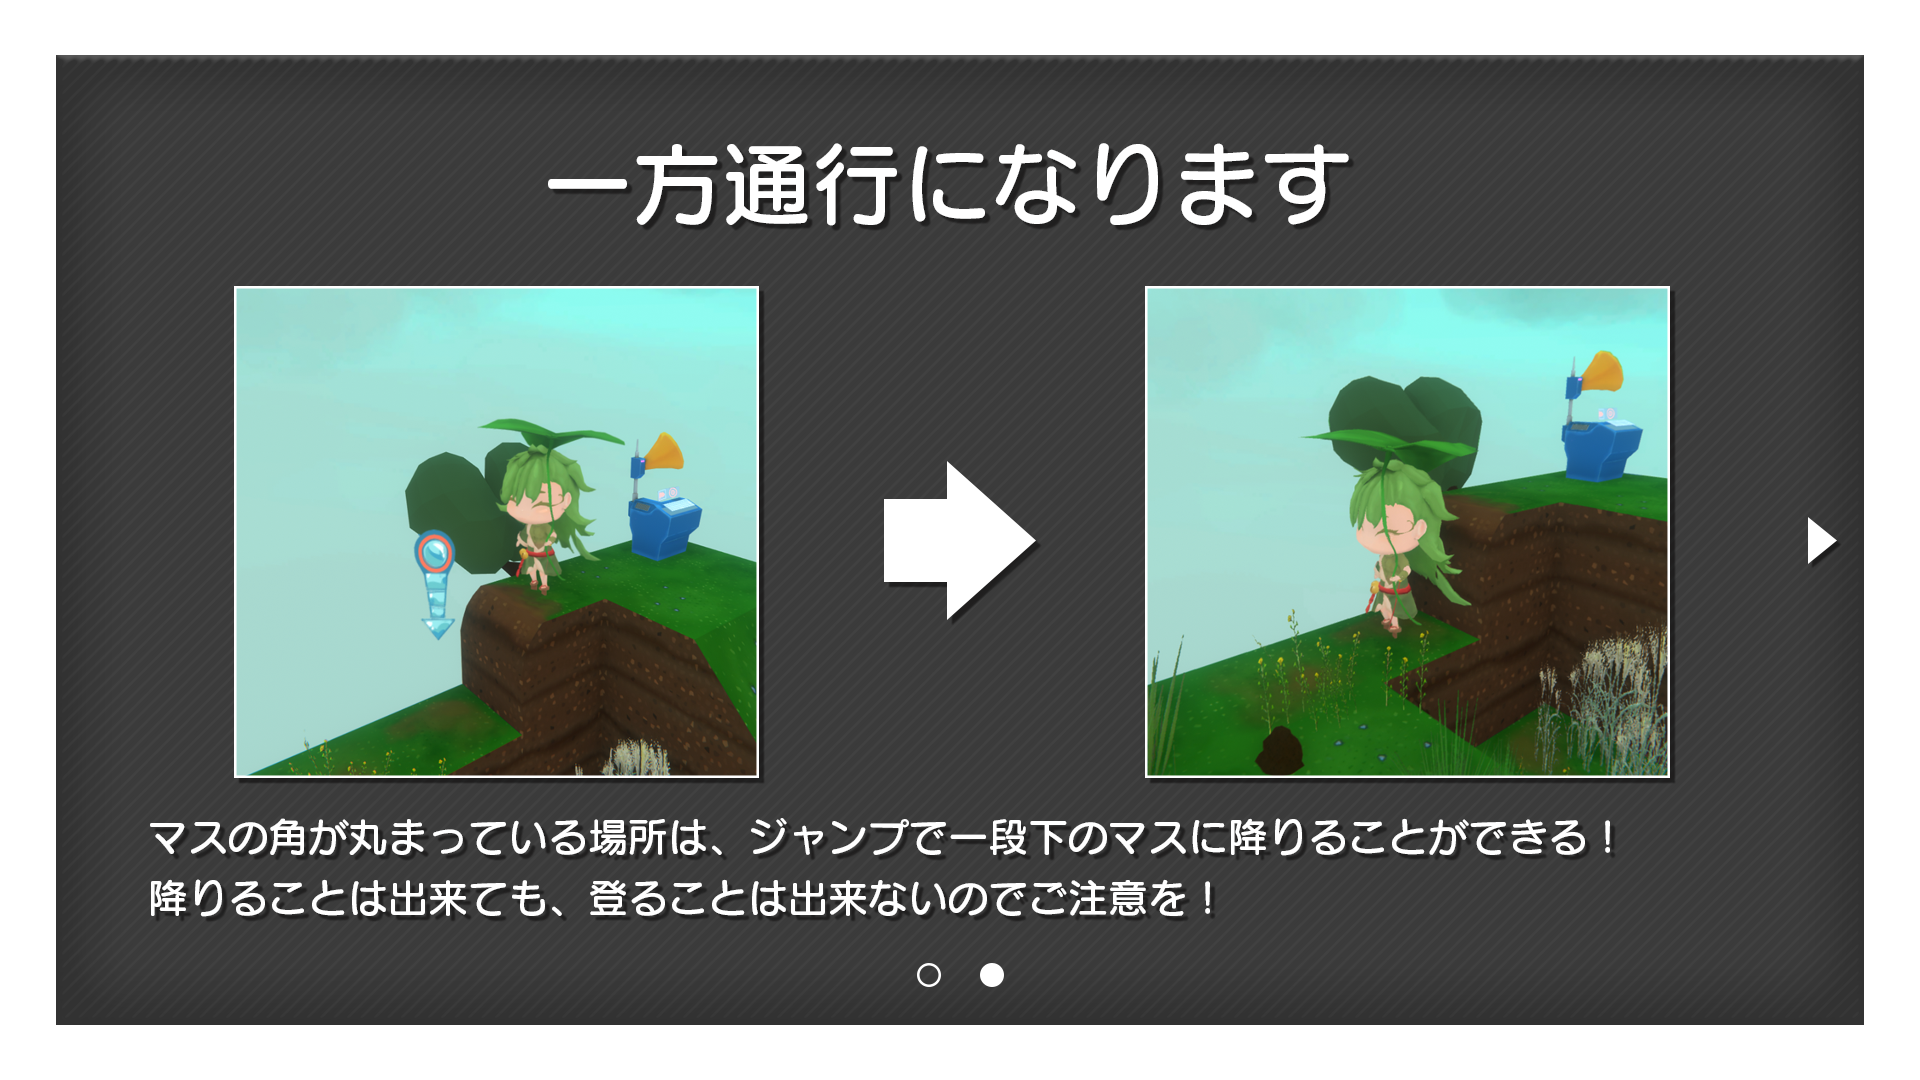 一方通行になります
マスの角が丸まっている場所は、ジャンプで一段下のマスに降りることができる！
降りることは出来ても、登ることは出来ないのでご注意を！